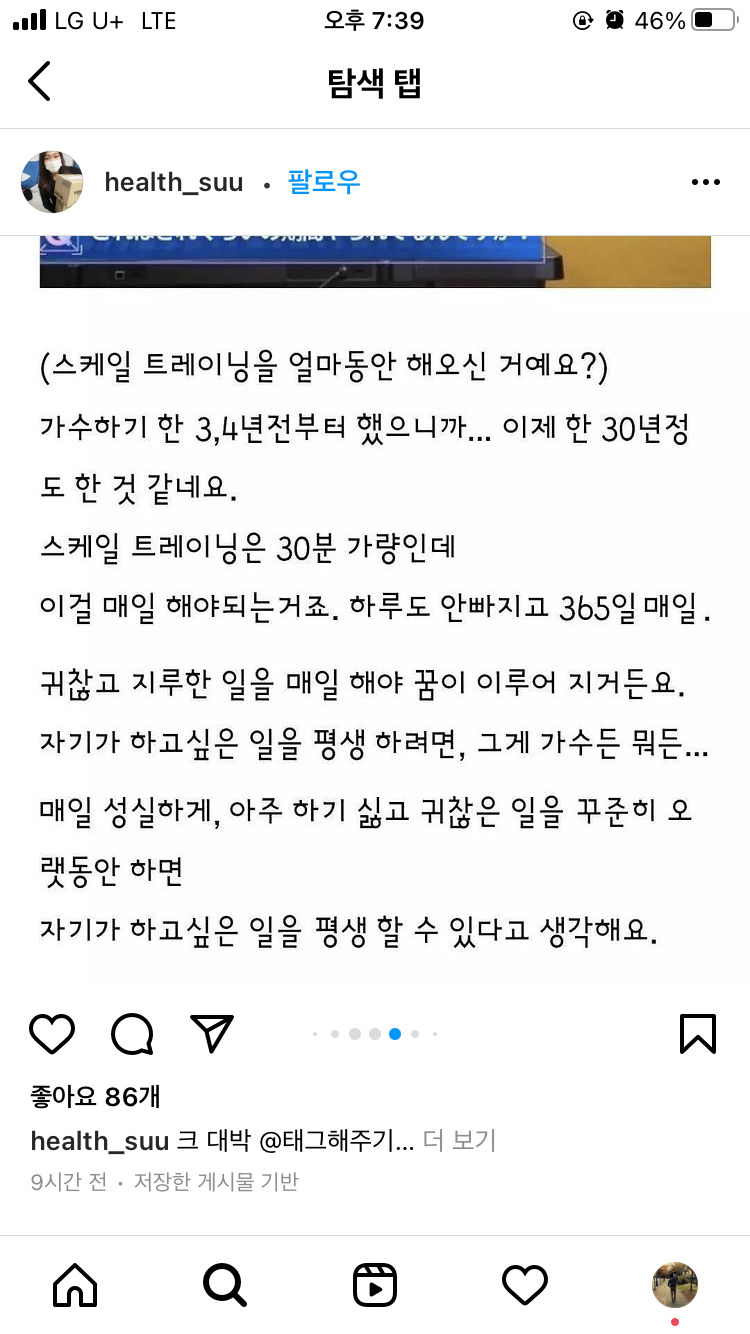 LG U+ LTE 오후 7:39 46%
탐색 탭
health_suu • 팔로우
(스케일 트레이닝을 얼마동안 해오신 거예요?)
가수하기 한 3,4년전부터 했으니까... 이제 한 30년정
도 한 것 같네요.
스케일 트레이닝은 30분 가량인데
이걸 매일 해야되는거죠. 하루도 안빠지고 365일 매일.
귀찮고 지루한 일을 매일 해야 꿈이 이루어 지거든요.
자기가 하고싶은 일을 평생 하려면, 그게 가수든 뭐든...
매일 성실하게, 아주 하기 싫고 귀찮은 일을 꾸준히 오
랫동안 하면
자기가 하고싶은 일을 평생 할 수 있다고 생각해요.
좋아요 86개
health_suu 크 대박 @태그해주기... 더 보기
9시간 전 • 저장한 게시물 기반